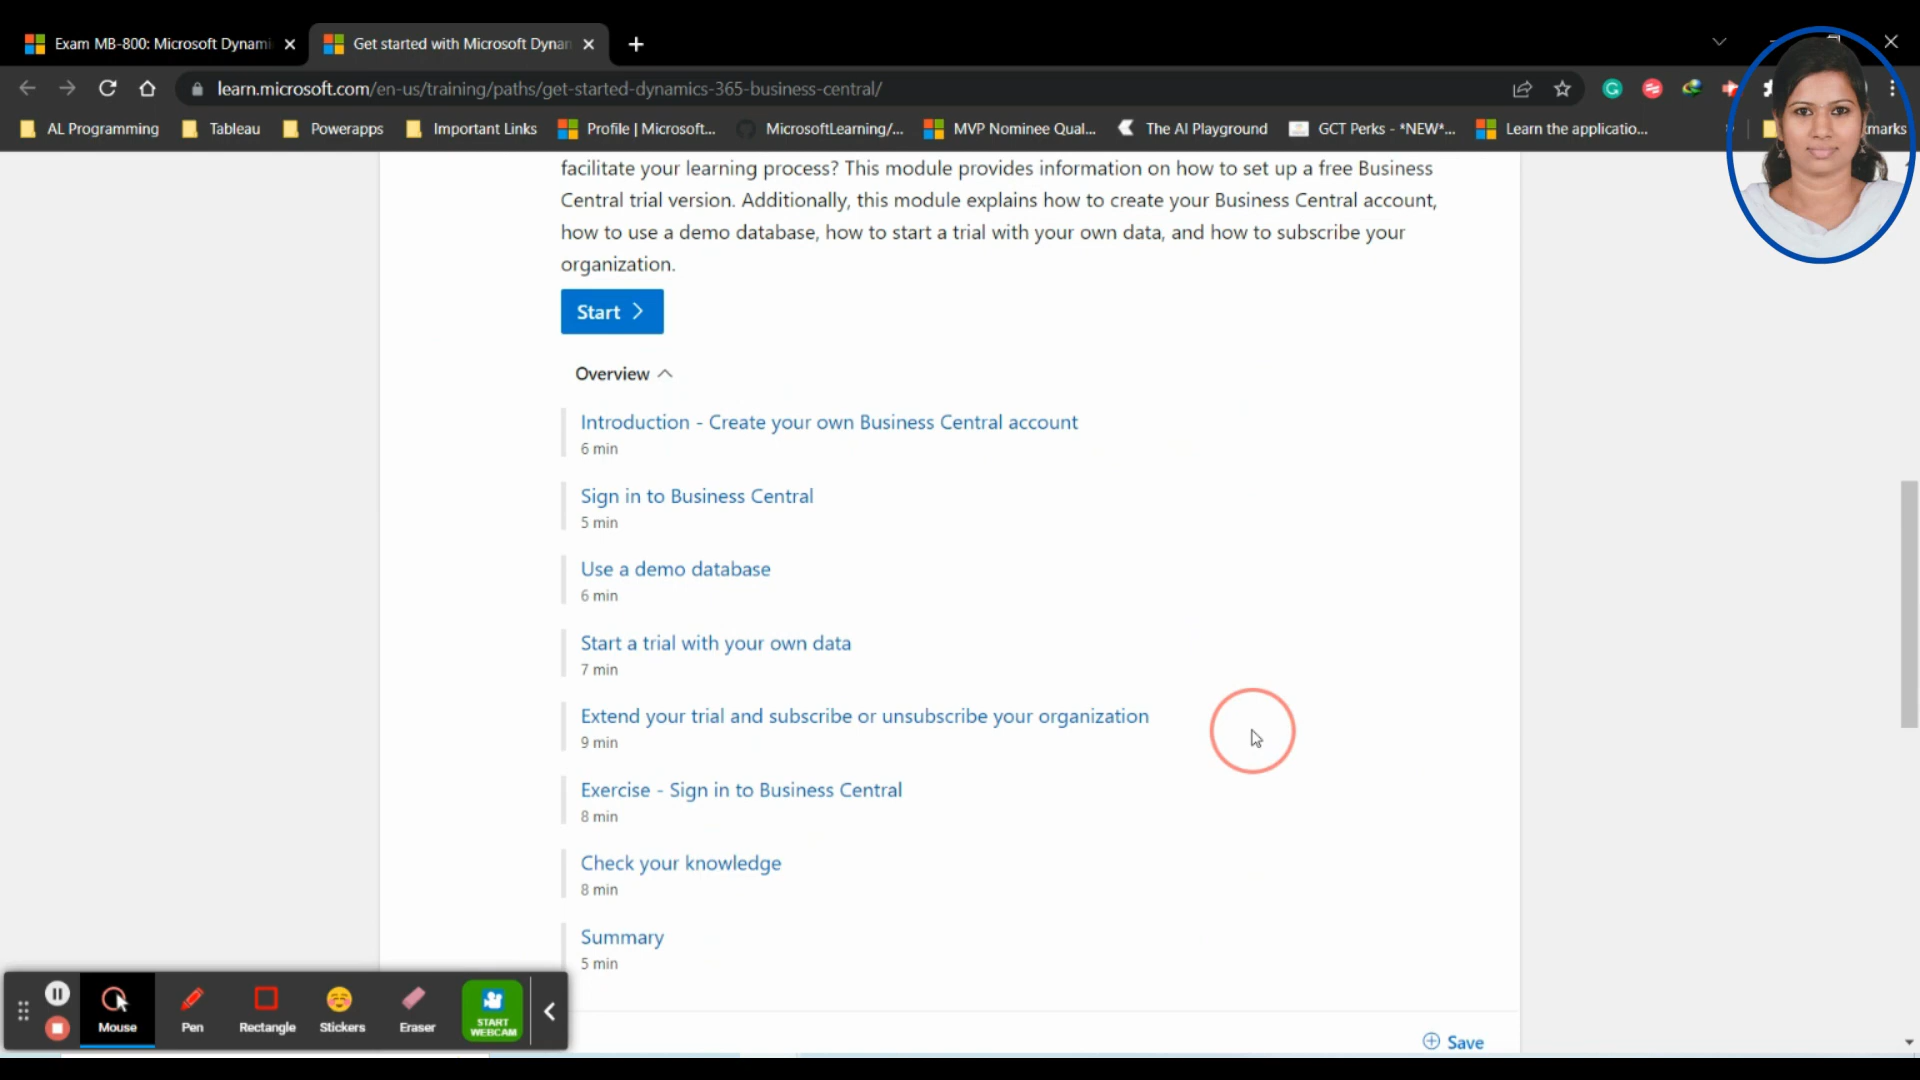 Exam MB-800: Microsoft Dynami
Get started with Microsoft Dynan
learn.microsoft.com/en-us/training/paths/get-started-dynamics-365-business-central/
AL Programming
Tableau
Powerapps
Important Links
Profile | Microsoft...
MicrosoftLearning/...
MVP Nominee Qual...
The AI Playground
GCT Perks - *NEW*...
Learn the applicatio...
facilitate your learning process? This module provides information on how to set up a free Business
Central trial version. Additionally, this module explains how to create your Business Central account,
how to use a demo database, how to start a trial with your own data, and how to subscribe your
organization.
Start
Overview
Introduction - Create your own Business Central account
6 min
Sign in to Business Central
5 min
Use a demo database
6 min
Start a trial with your own data
7 min
Extend your trial and subscribe or unsubscribe your organization
9 min
Exercise - Sign in to Business Central
8 min
Check your knowledge
8 min
Summary
5 min
Mouse
Pen
Rectangle
Stickers
Eraser
START
WEBCAM
Save